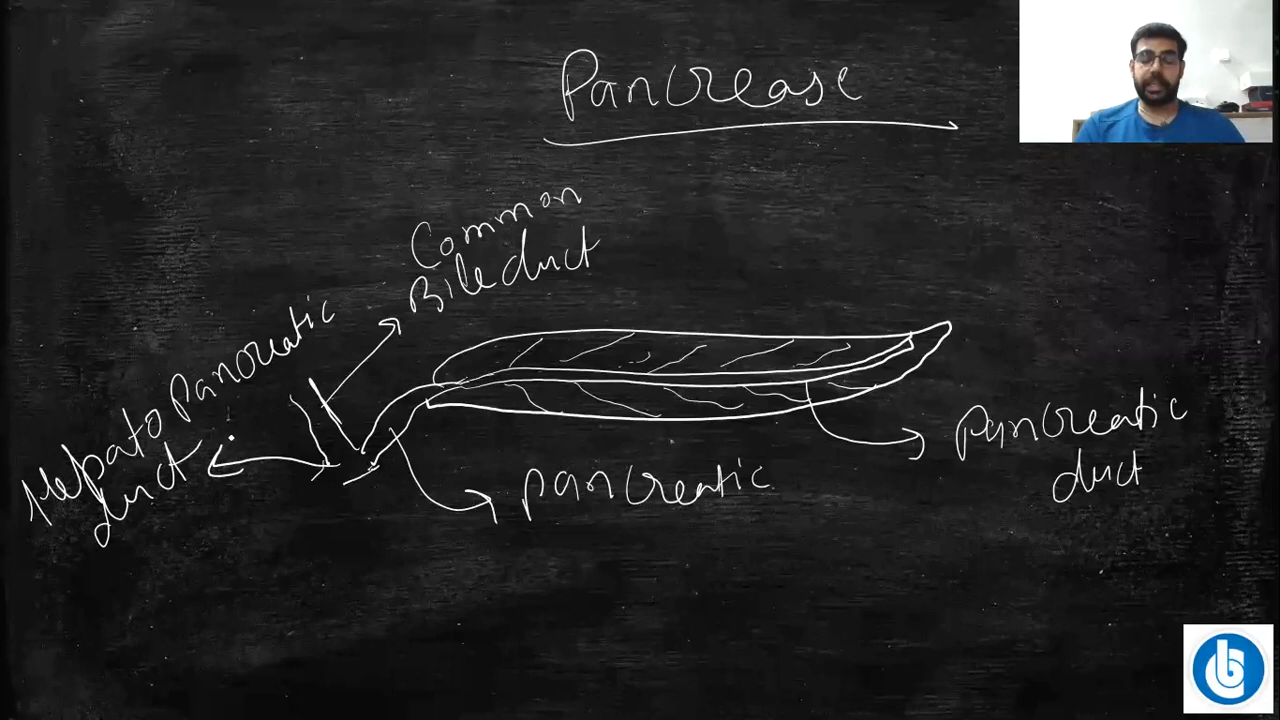 Pancrease
Common
Bile duct
Hepato pancreatic
duct
pancreatic
pancreatic
duct